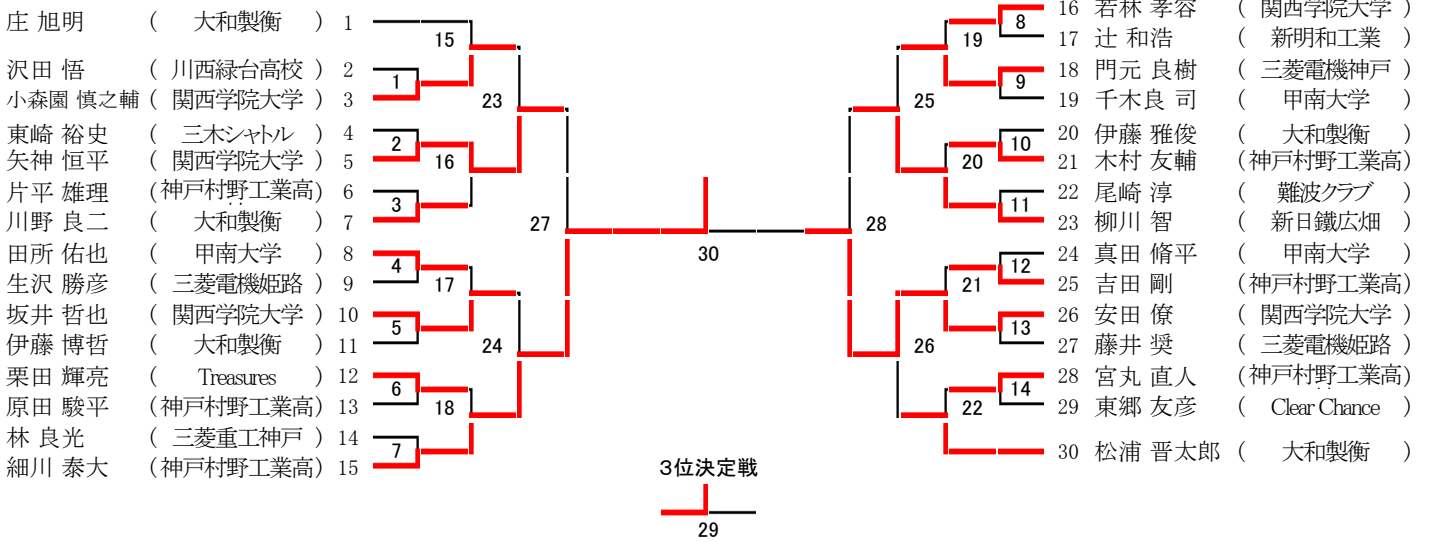 庄 旭明 ( 大和製衡 ) 1
沢田 悟 ( 川西緑台高校 ) 2
小森園 慎之輔 ( 関西学院大学 ) 3
東崎 裕史 ( 三木シャトル ) 4
矢神 恒平 ( 関西学院大学 ) 5
片平 雄理 (神戸村野工業高) 6
川野 良二 ( 大和製衡 ) 7
田所 佑也 ( 甲南大学 ) 8
生沢 勝彦 ( 三菱電機姫路 ) 9
坂井 哲也 ( 関西学院大学 ) 10
伊藤 博哲 ( 大和製衡 ) 11
栗田 輝亮 ( Treasures ) 12
原田 駿平 (神戸村野工業高) 13
林 良光 ( 三菱重工神戸 ) 14
細川 泰大 (神戸村野工業高) 15
1
2
3
4
5
6
7
15
16
17
18
23
24
27
30
3位決定戦
29
28
25
26
19
20
21
22
8
9
10
11
12
13
14
16 若林 孝容 ( 関西学院大学 )
17 辻 和浩 ( 新明和工業 )
18 門元 良樹 ( 三菱電機神戸 )
19 千木良 司 ( 甲南大学 )
20 伊藤 雅俊 ( 大和製衡 )
21 木村 友輔 (神戸村野工業高)
22 尾崎 淳 ( 難波クラブ )
23 柳川 智 ( 新日鐵広畑 )
24 真田 脩平 ( 甲南大学 )
25 吉田 剛 (神戸村野工業高)
26 安田 僚 ( 関西学院大学 )
27 藤井 奨 ( 三菱電機姫路 )
28 宮丸 直人 (神戸村野工業高)
29 東郷 友彦 ( Clear Chance )
30 松浦 晋太郎 ( 大和製衡 )